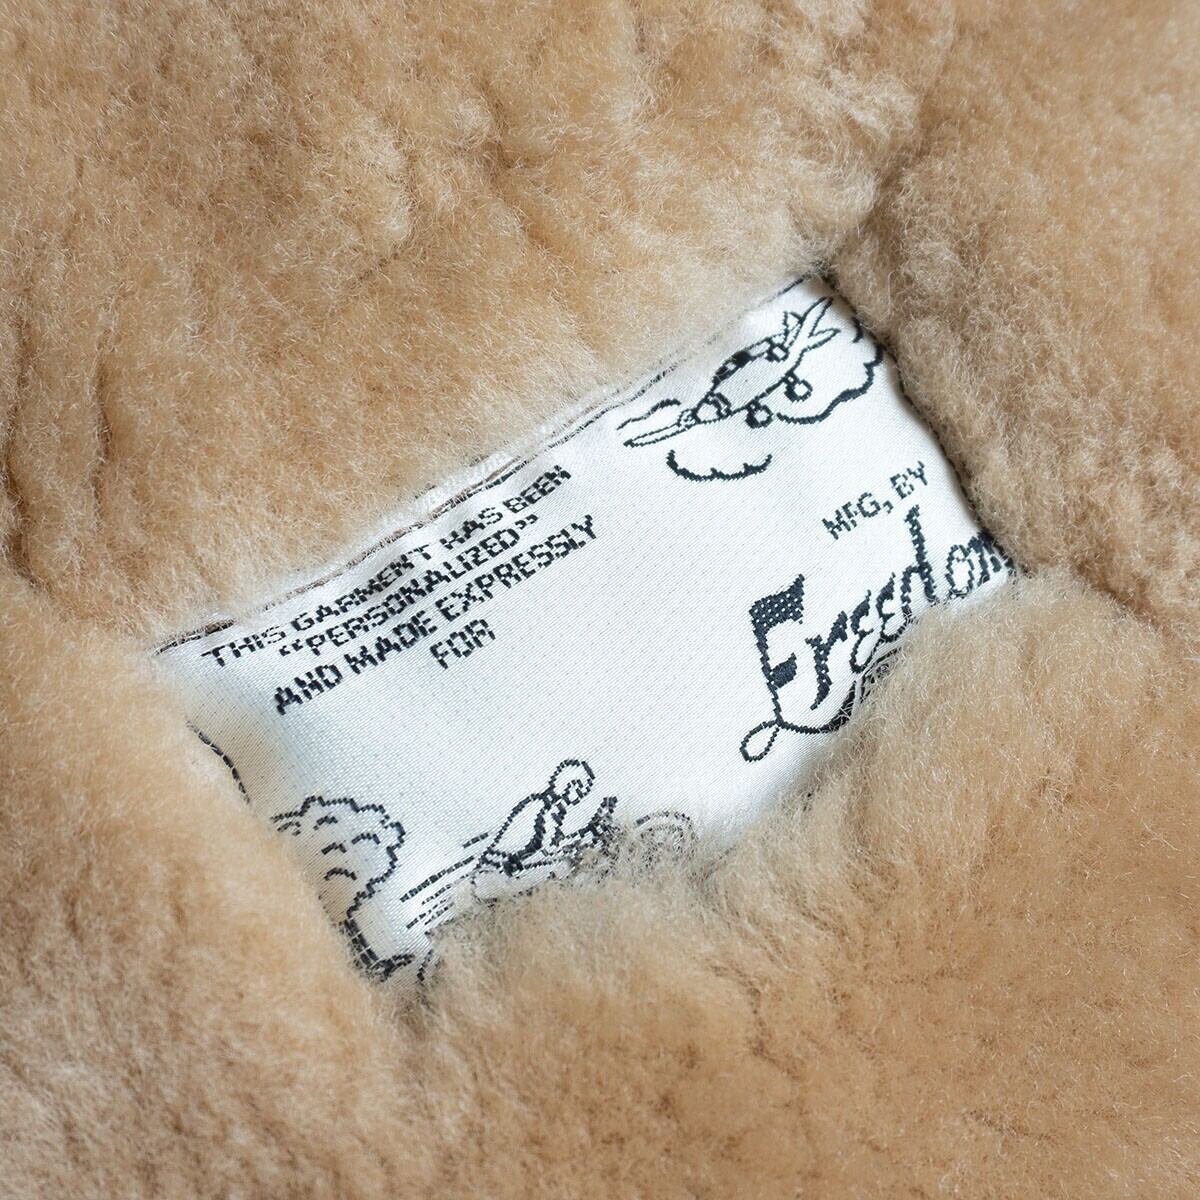 THIS GARMENT HAS BEEN
“PERSONALIZED”
AND MADE EXPRESSLY
FOR
MFG, BY
Freedom